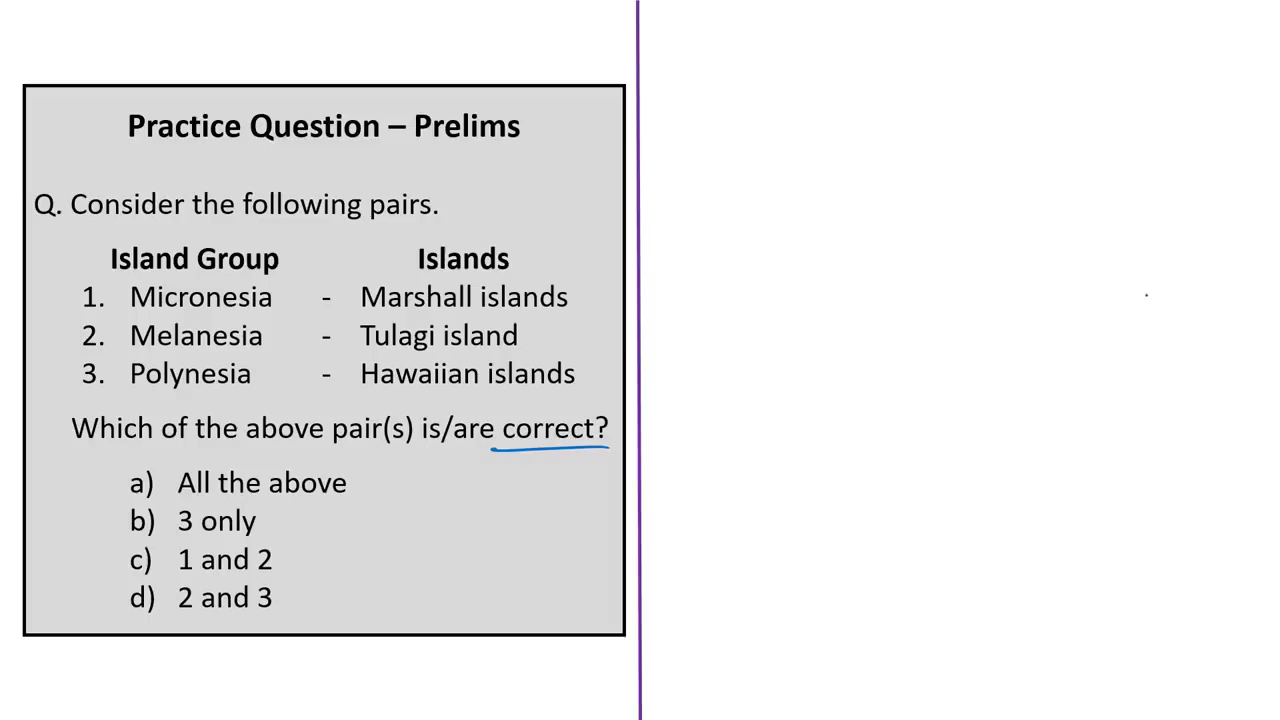 Practice Question – Prelims
Q. Consider the following pairs.
Island Group Islands
1. Micronesia - Marshall islands
2. Melanesia - Tulagi island
3. Polynesia - Hawaiian islands
Which of the above pair(s) is/are correct?
a) All the above
b) 3 only
c) 1 and 2
d) 2 and 3